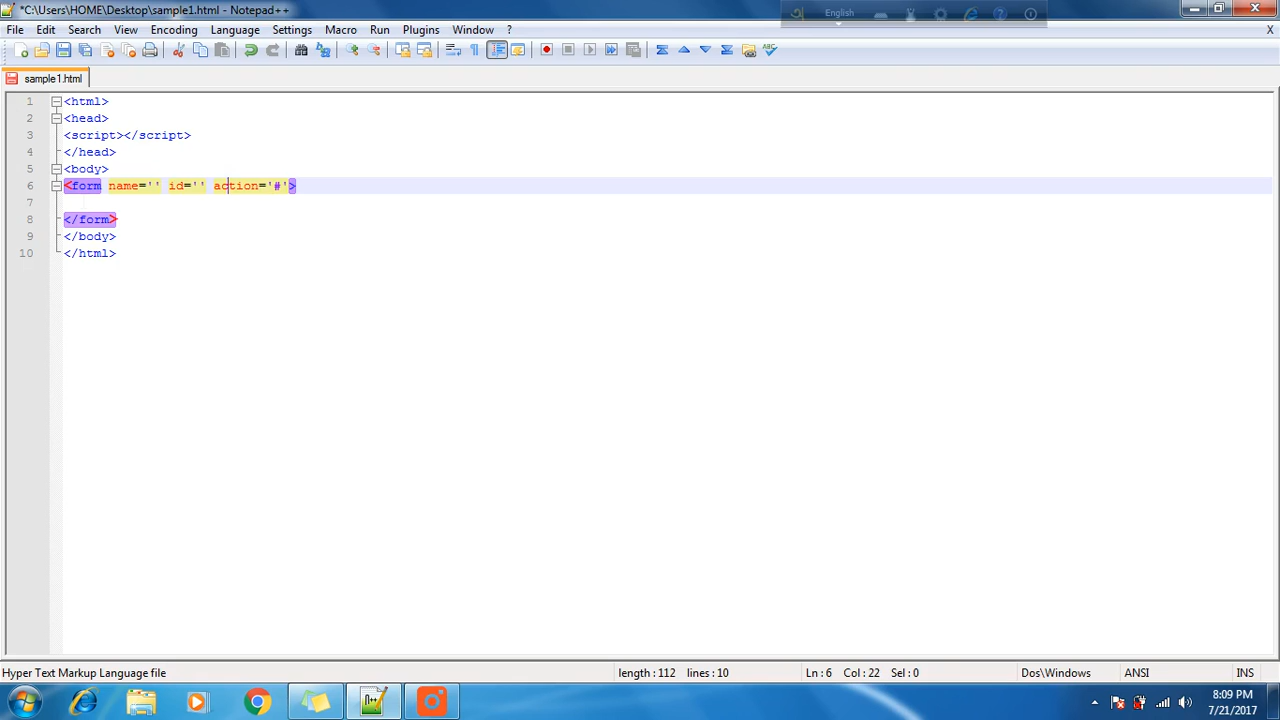 *C:\Users\HOME\Desktop\sample1.html - Notepad++
English
File Edit Search View Encoding Language Settings Macro Run Plugins Window ? X
sample1.html
1 <html>
2 <head>
3 <script></script>
4 </head>
5 <body>
6 <form name='' id='' action='#'>
7
8 </form>
9 </body>
10 </html>
Hyper Text Markup Language file length : 112 lines : 10 Ln : 6 Col : 22 Sel : 0 Dos\Windows ANSI INS
8:09 PM
7/21/2017